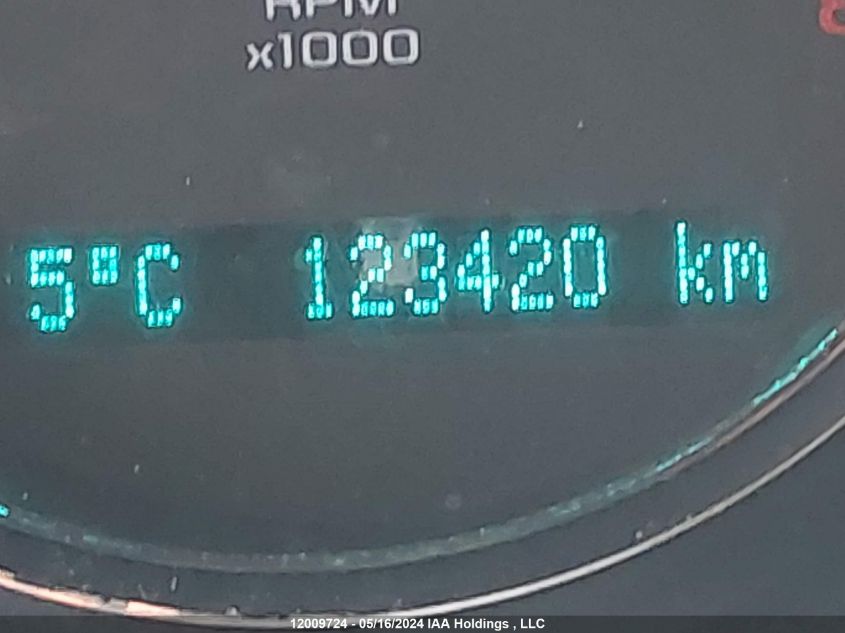 RPM
x1000
5°C 123420 km
12009724 - 05/16/2024 IAA Holdings , LLC